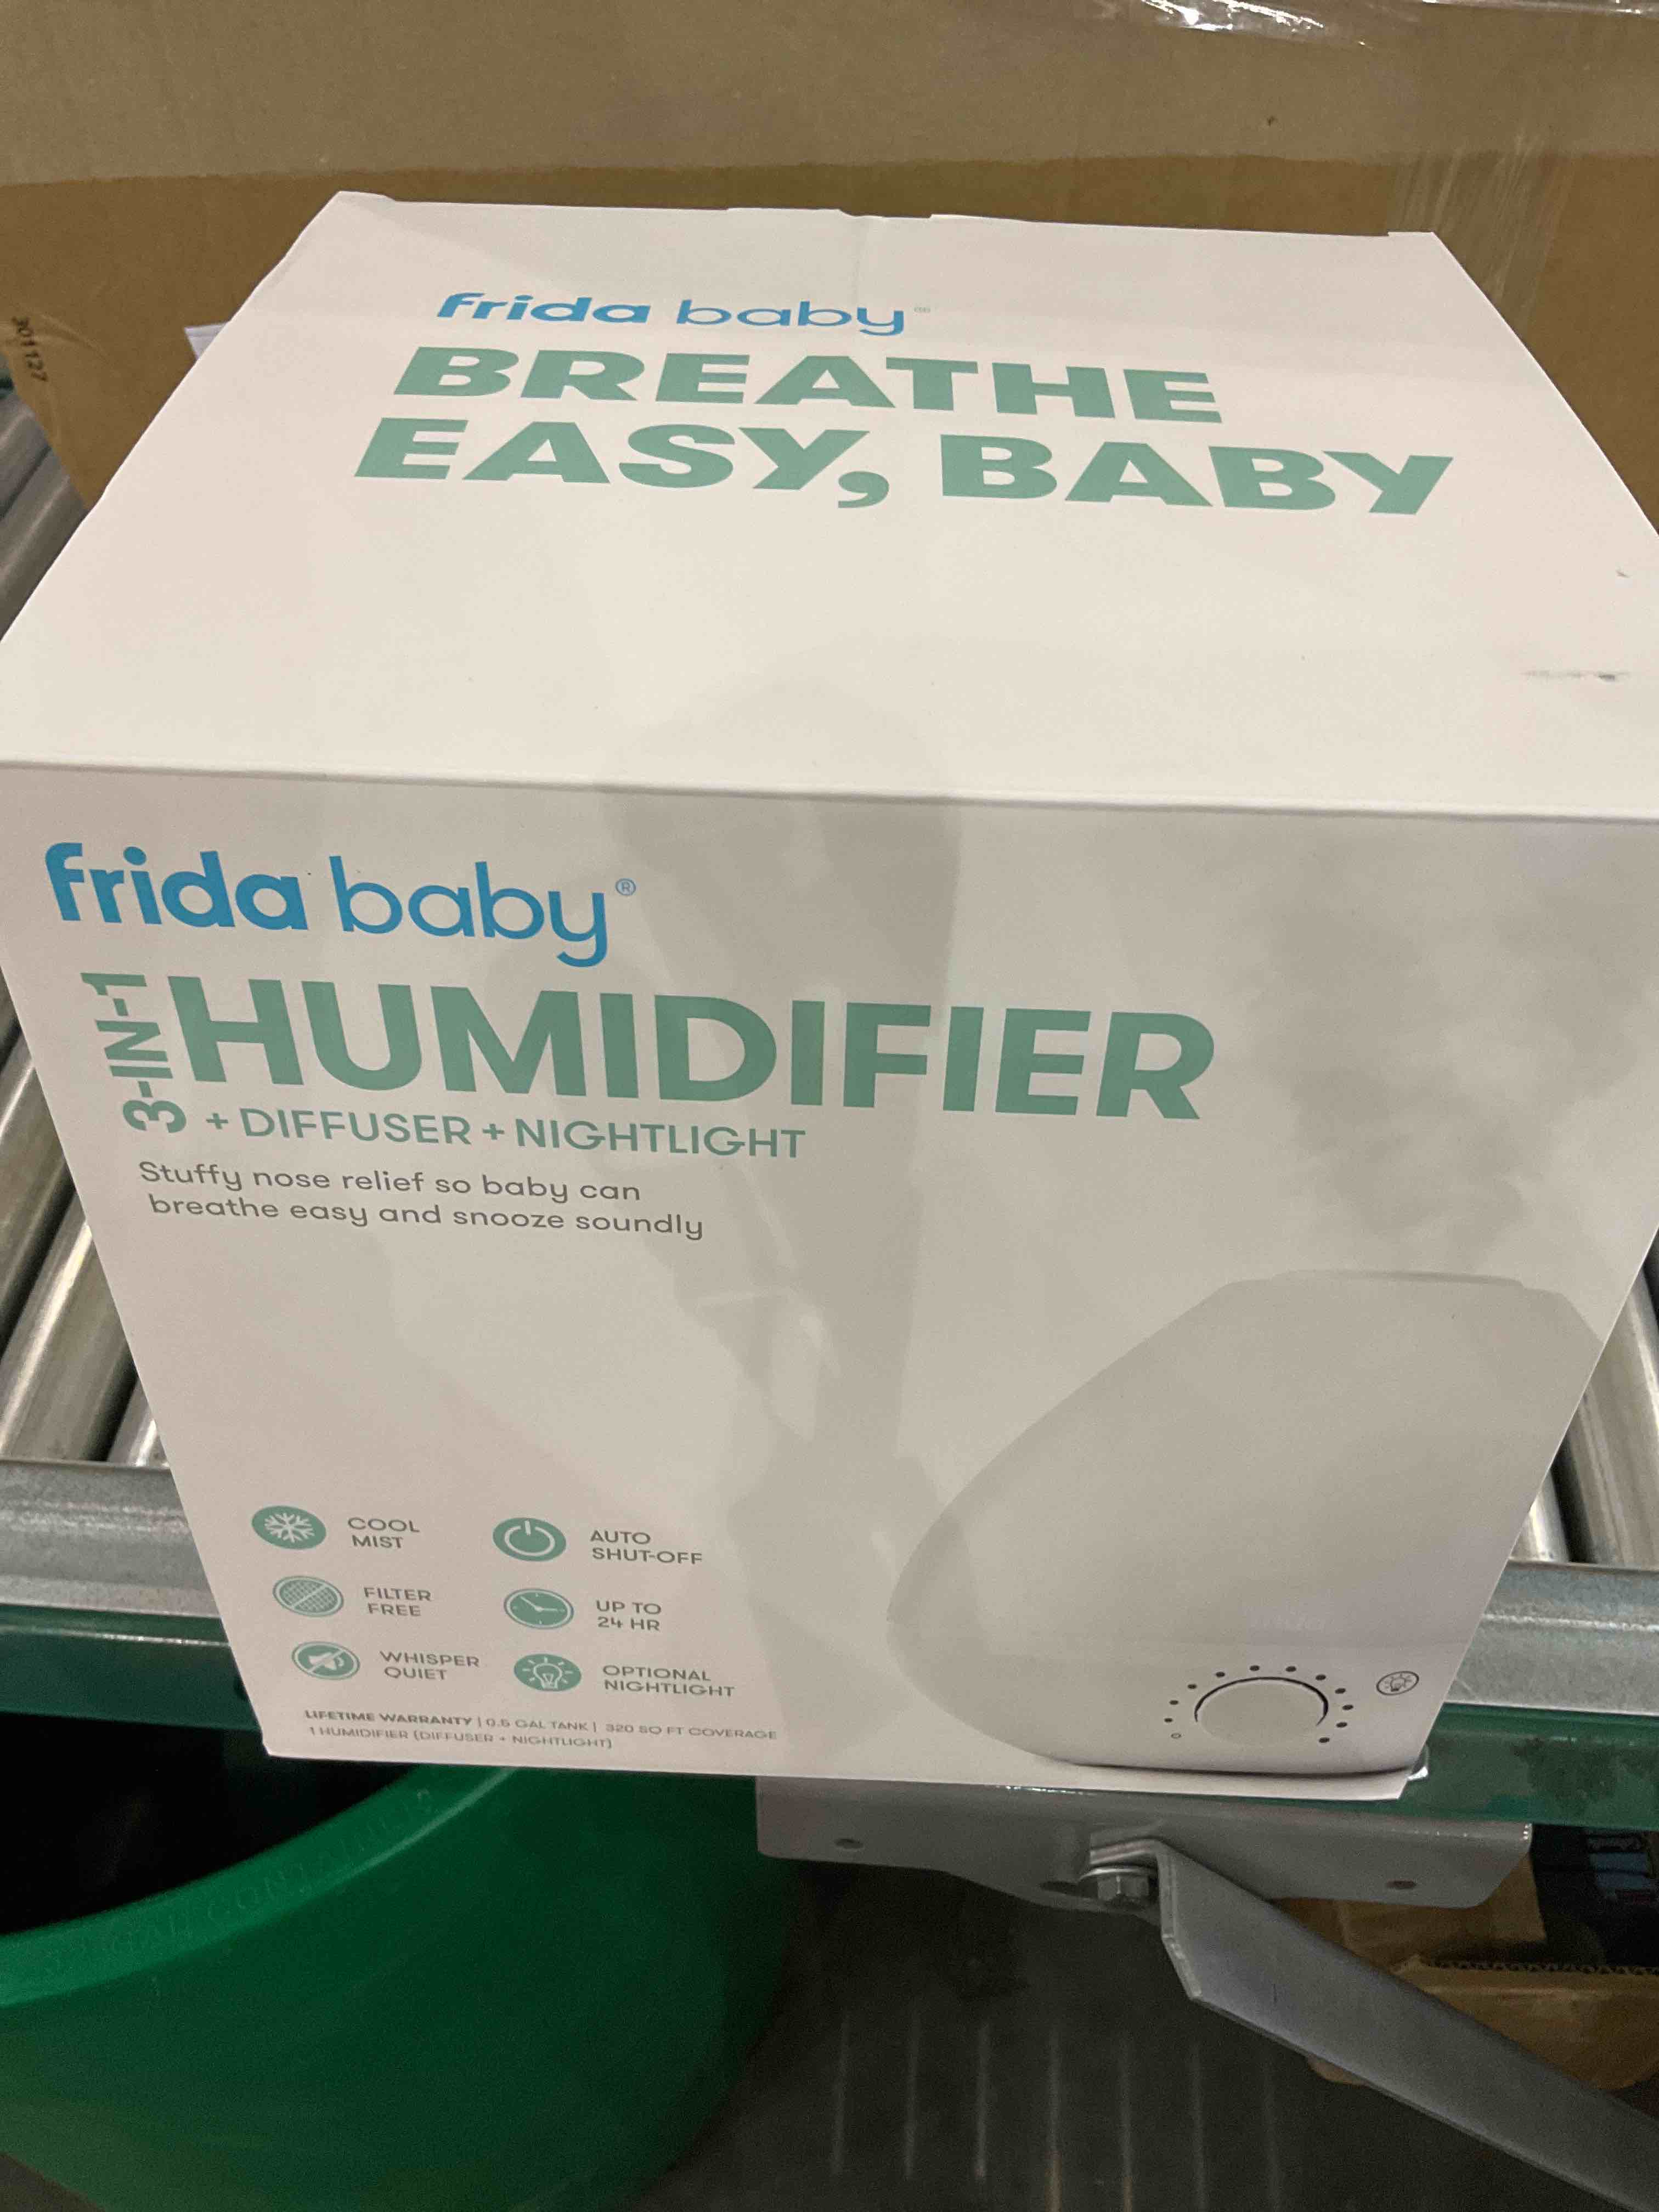 301127
frida baby
BREATHE
EASY, BABY
frida baby®
3-IN-1
HUMIDIFIER
+ DIFFUSER + NIGHTLIGHT
Stuffy nose relief so baby can
breathe easy and snooze soundly
COOL
MIST
AUTO
SHUT-OFF
FILTER
FREE
UP TO
24 HR
WHISPER
QUIET
OPTIONAL
NIGHTLIGHT
LIFETIME WARRANTY | 0.5 GAL TANK | 320 SQ FT COVERAGE
1 HUMIDIFIER (DIFFUSER + NIGHTLIGHT)